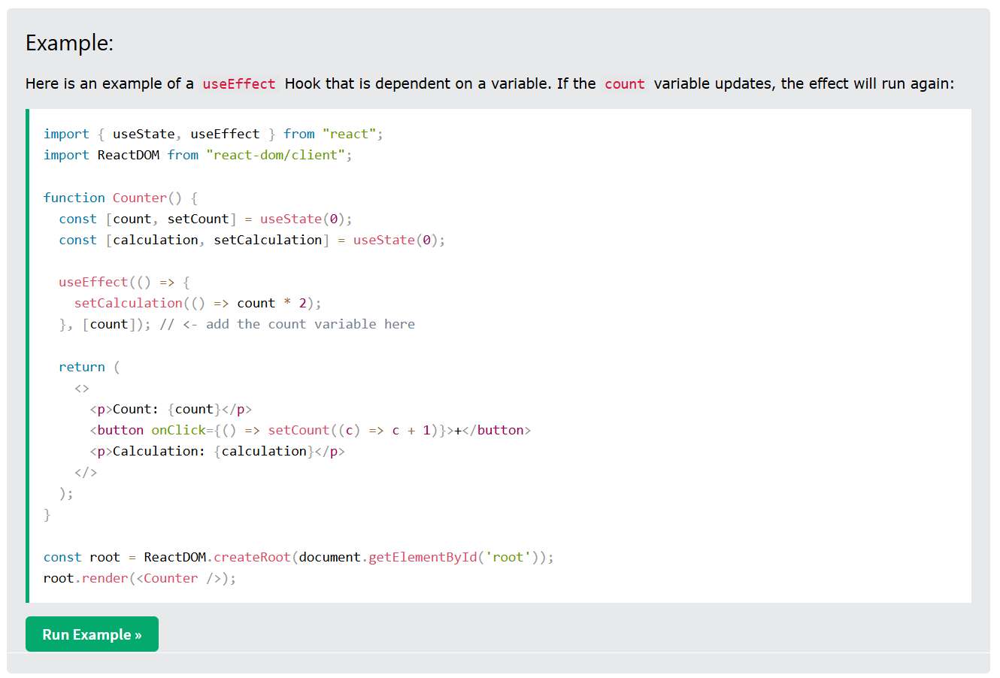 Example:
Here is an example of a useEffect Hook that is dependent on a variable. If the count variable updates, the effect will run again:
import { useState, useEffect } from "react";
import ReactDOM from "react-dom/client";
function Counter() {
const [count, setCount] = useState(0);
const [calculation, setCalculation] = useState(0);
useEffect(() => {
setCalculation(() => count * 2);
}, [count]); // <- add the count variable here
return (
<>
<p>Count: {count}</p>
<button onClick={() => setCount((c) => c + 1)}>+</button>
<p>Calculation: {calculation}</p>
</>
);
}
const root = ReactDOM.createRoot(document.getElementById('root'));
root.render(<Counter />);
Run Example »